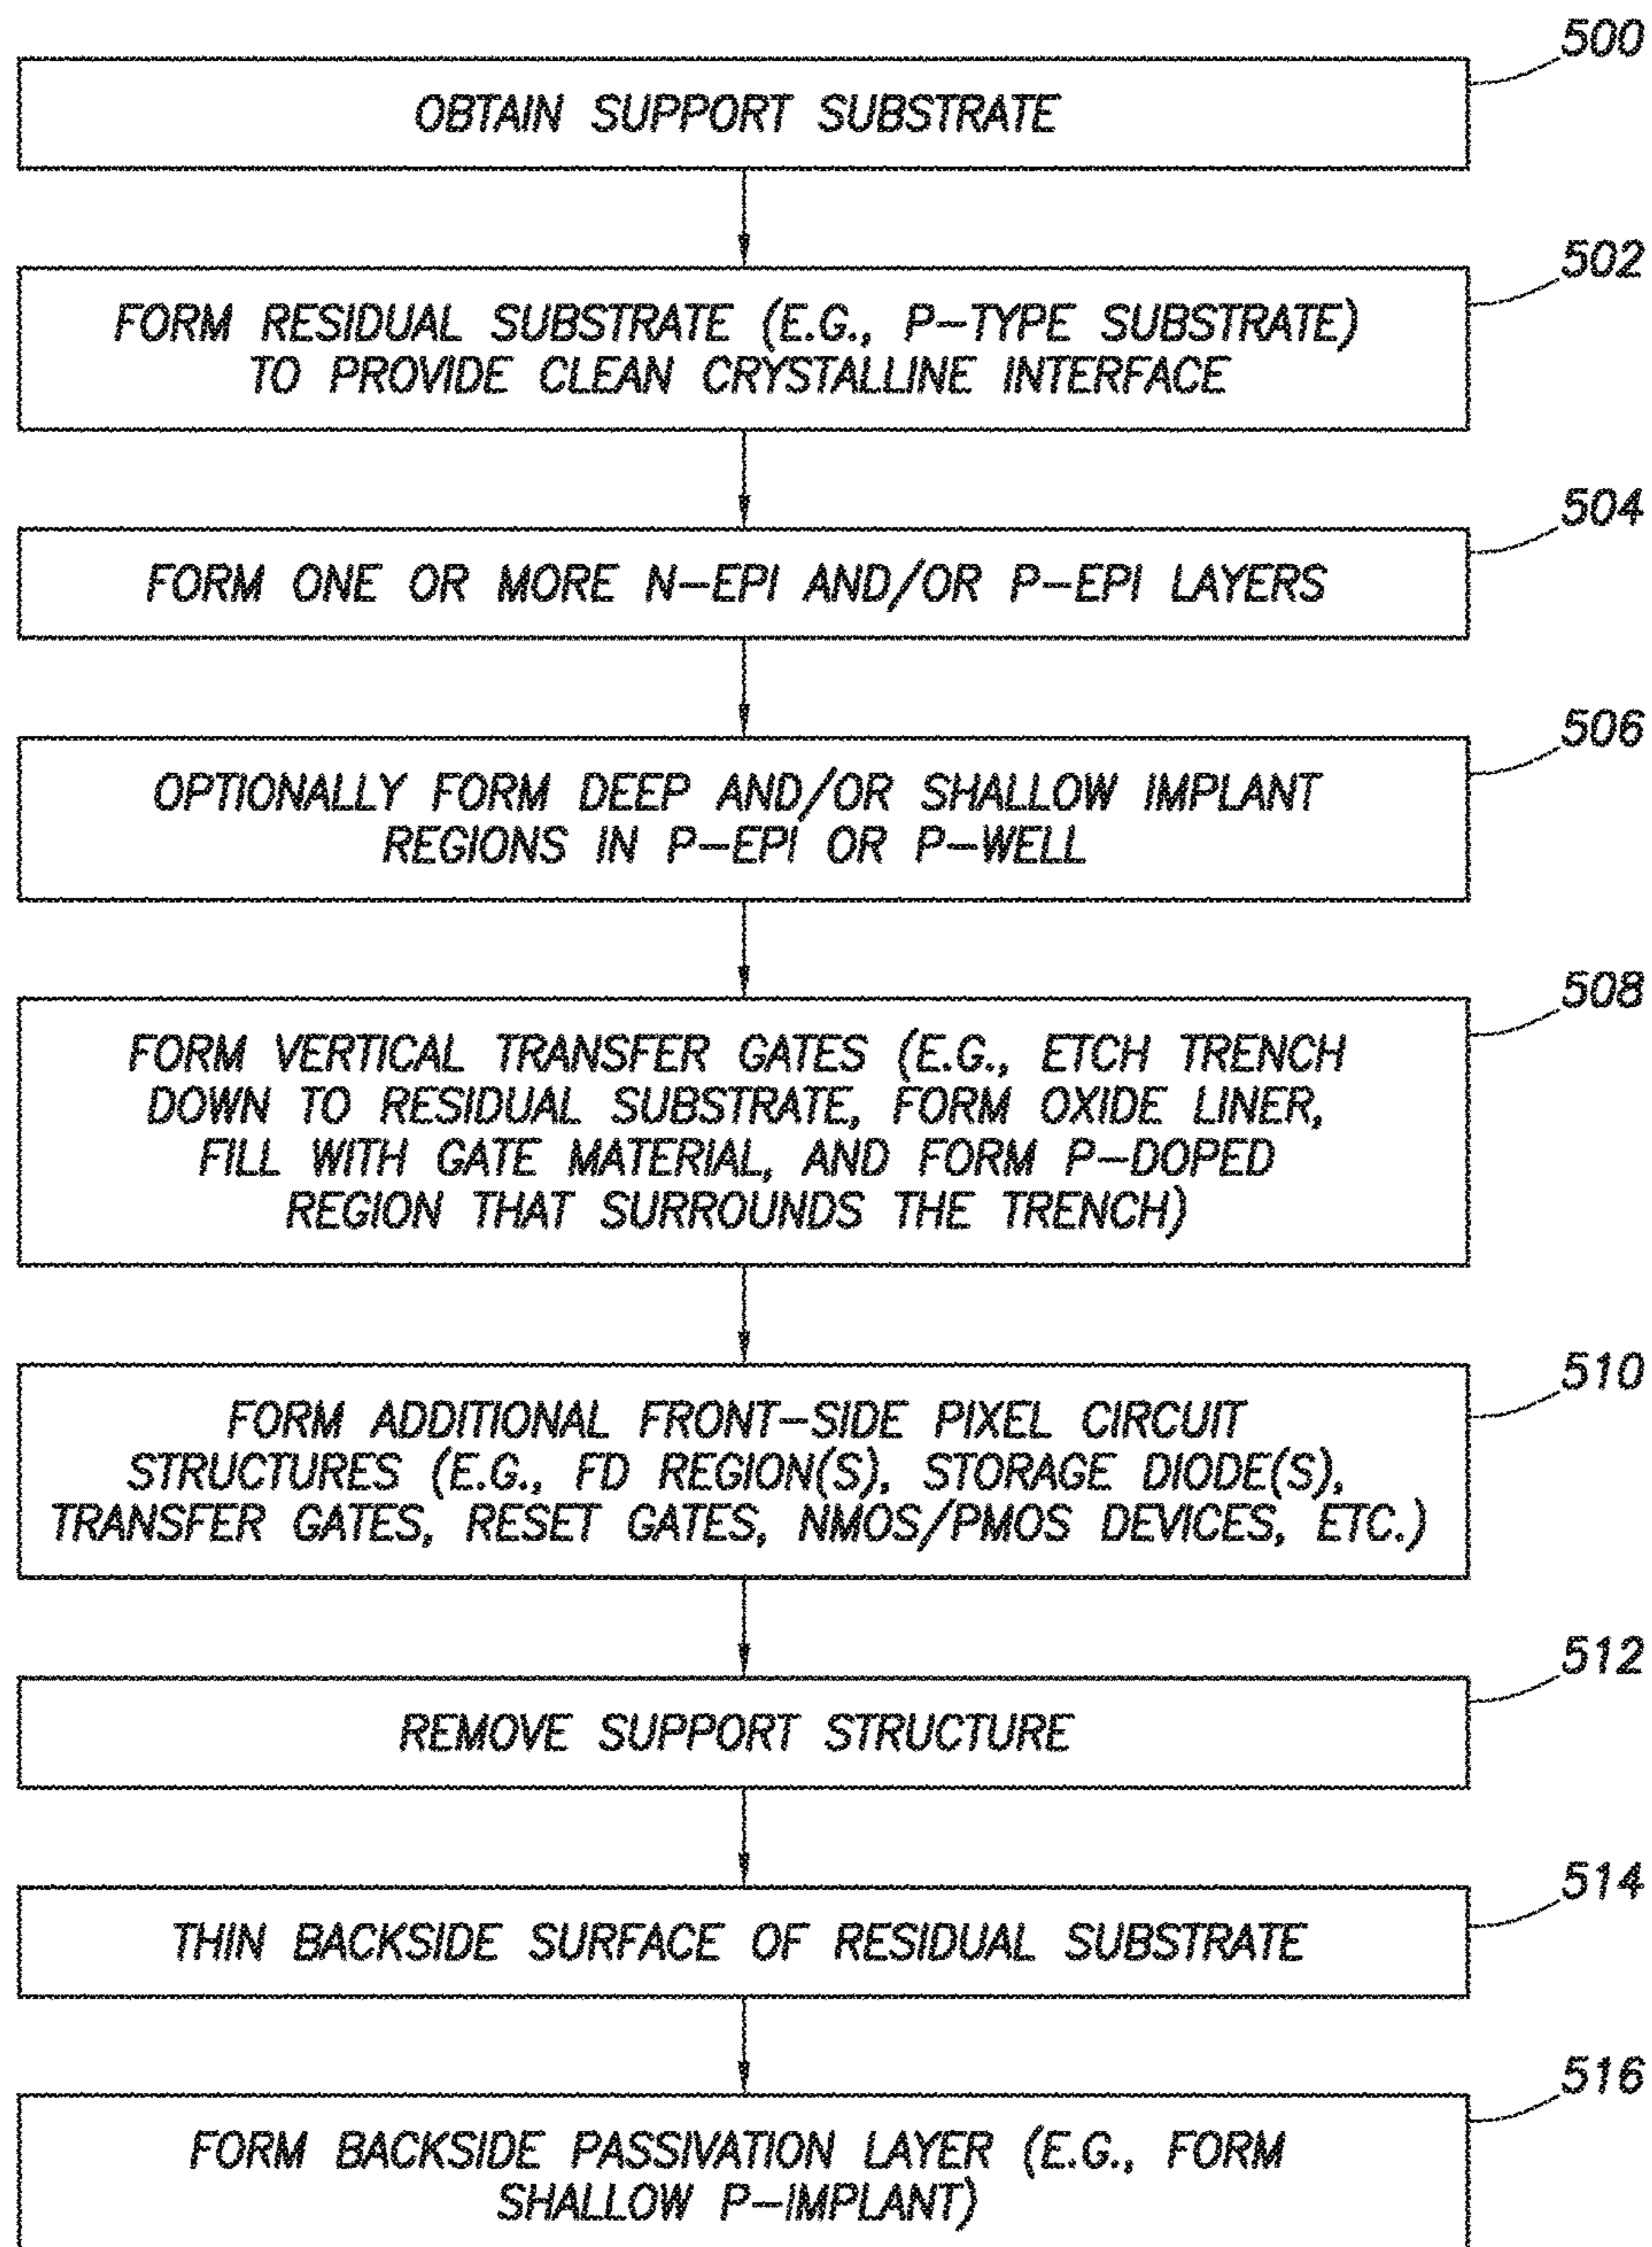 500
OBTAIN SUPPORT SUBSTRATE
502
FORM RESIDUAL SUBSTRATE (E.G., P-TYPE SUBSTRATE)
TO PROVIDE CLEAN CRYSTALLINE INTERFACE
504
FORM ONE OR MORE N-EPI AND/OR P-EPI LAYERS
506
OPTIONALLY FORM DEEP AND/OR SHALLOW IMPLANT
REGIONS IN P-EPI OR P-WELL
508
FORM VERTICAL TRANSFER GATES (E.G., ETCH TRENCH
DOWN TO RESIDUAL SUBSTRATE, FORM OXIDE LINER,
FILL WITH GATE MATERIAL, AND FORM P-DOPED
REGION THAT SURROUNDS THE TRENCH)
510
FORM ADDITIONAL FRONT-SIDE PIXEL CIRCUIT
STRUCTURES (E.G., FD REGION(S), STORAGE DIODE(S),
TRANSFER GATES, RESET GATES, NMOS/PMOS DEVICES, ETC.)
512
REMOVE SUPPORT STRUCTURE
514
THIN BACKSIDE SURFACE OF RESIDUAL SUBSTRATE
516
FORM BACKSIDE PASSIVATION LAYER (E.G., FORM
SHALLOW P-IMPLANT)